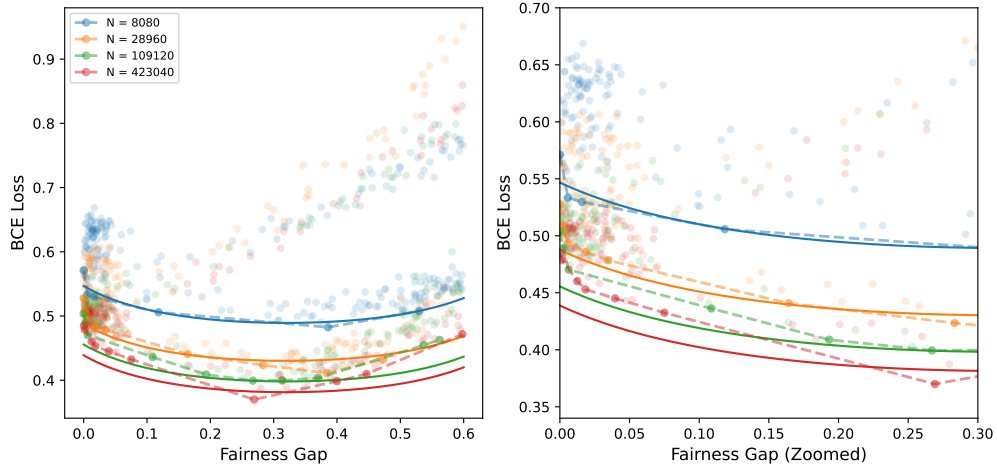 N = 8080
N = 28960
N = 109120
N = 423040
0.9
0.8
0.7
0.6
0.5
0.4
BCE Loss
0.0 0.1 0.2 0.3 0.4 0.5 0.6
Fairness Gap
0.70
0.65
0.60
0.55
0.50
0.45
0.40
0.35
BCE Loss
0.00 0.05 0.10 0.15 0.20 0.25 0.30
Fairness Gap (Zoomed)